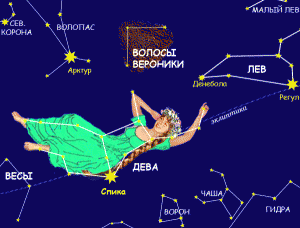 СЕВ.
КОРОНА
ВОЛОПАС
МАЛЫЙ ЛЕВ
Арктур
ВОЛОСЫ
ВЕРОНИКИ
ЛЕВ
Денебола
Регул
эклиптика
ВЕСЫ
ДЕВА
Спика
ВОРОН
ЧАША
ГИДРА